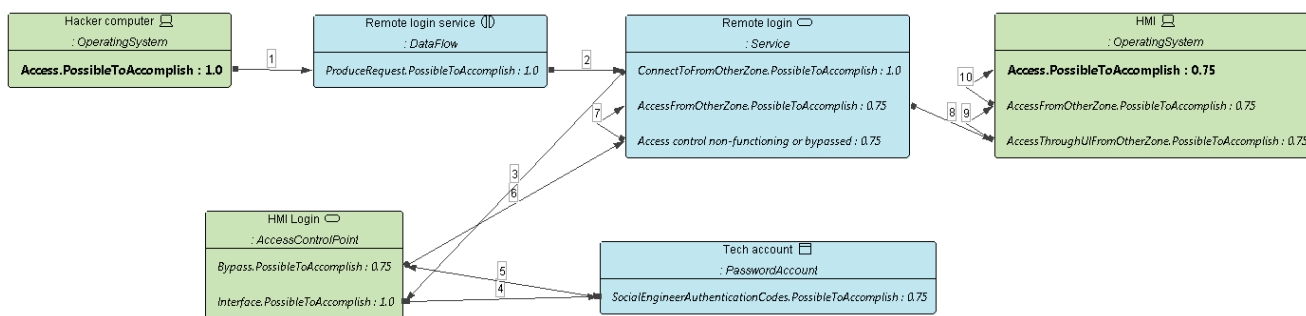 Hacker computer
: OperatingSystem
Access.PossibleToAccomplish : 1.0
1
Remote login service
: DataFlow
ProduceRequest.PossibleToAccomplish : 1.0
2
Remote login
: Service
ConnectToFromOtherZone.PossibleToAccomplish : 1.0
AccessFromOtherZone.PossibleToAccomplish : 0.75
Access control non-functioning or bypassed : 0.75
7
8
9
10
HMI
: OperatingSystem
Access.PossibleToAccomplish : 0.75
AccessFromOtherZone.PossibleToAccomplish : 0.75
AccessThroughUIFromOtherZone.PossibleToAccomplish : 0.75
3
6
HMI Login
: AccessControlPoint
Bypass.PossibleToAccomplish : 0.75
Interface.PossibleToAccomplish : 1.0
5
4
Tech account
: PasswordAccount
SocialEngineerAuthenticationCodes.PossibleToAccomplish : 0.75